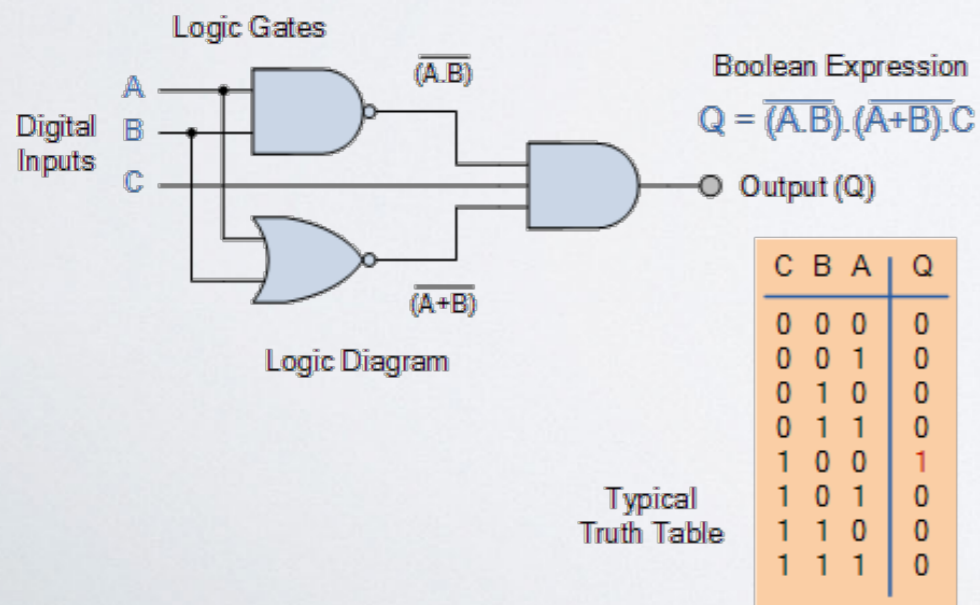 Logic Gates
A
B
C
Digital
Inputs
(A.B)̅
(A+B)̅
Logic Diagram
Boolean Expression
Q = (A.B)̅.(A+B)̅.C
Output (Q)
Typical
Truth Table
C B A Q
0 0 0 0
0 0 1 0
0 1 0 0
0 1 1 0
1 0 0 1
1 0 1 0
1 1 0 0
1 1 1 0